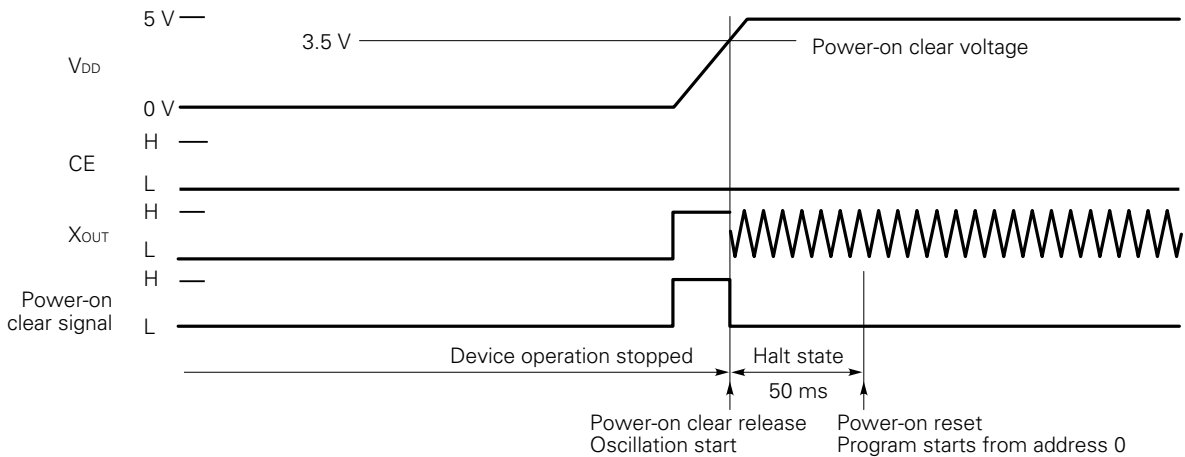 5 V
3.5 V
Power-on clear voltage
VDD
0 V
H
CE
L
H
XOUT
L
H
Power-on
clear signal
L
Device operation stopped
Halt state
50 ms
Power-on clear release
Oscillation start
Power-on reset
Program starts from address 0